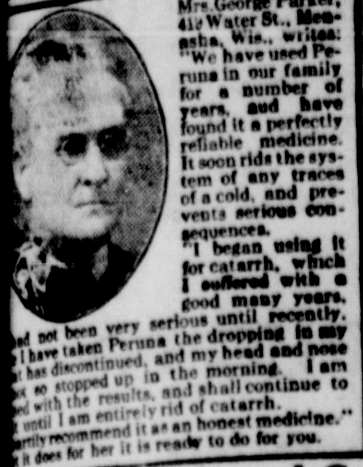 Mrs. George Parker,
412 Water St., Men-
asha, Wis., writes:
"We have used Pe-
runa in our family
for a number of
years, aud have
found it a perfectly
reliable medicine.
It soon rids the sys-
tem of any traces
of a cold, and pre-
vents serious con-
sequences.
"I began using it
for catarrh, which
I suffered with a
good many years,
had not been very serious until recently.
I have taken Peruna the dropping in my
has discontinued, and my head and nose
so stopped up in the morning. I am
with the results, and shall continue to
until I am entirely rid of catarrh.
recommend it as an honest medicine."
it does for her it is ready to do for you.